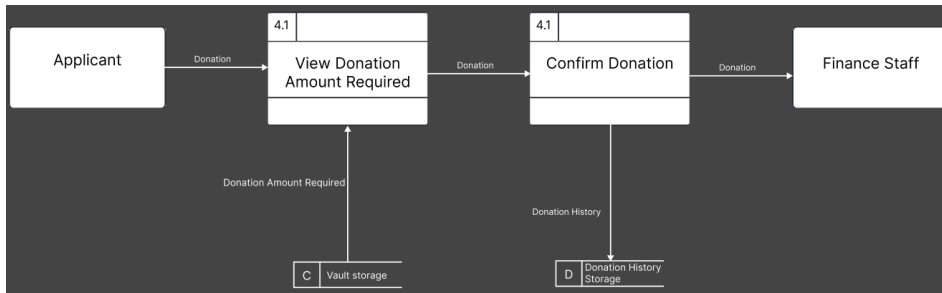 4.1
4.1
Applicant
Donation
View Donation
Amount Required
Donation
Confirm Donation
Donation
Finance Staff
Donation Amount Required
Donation History
C
Vault storage
D
Donation History
Storage